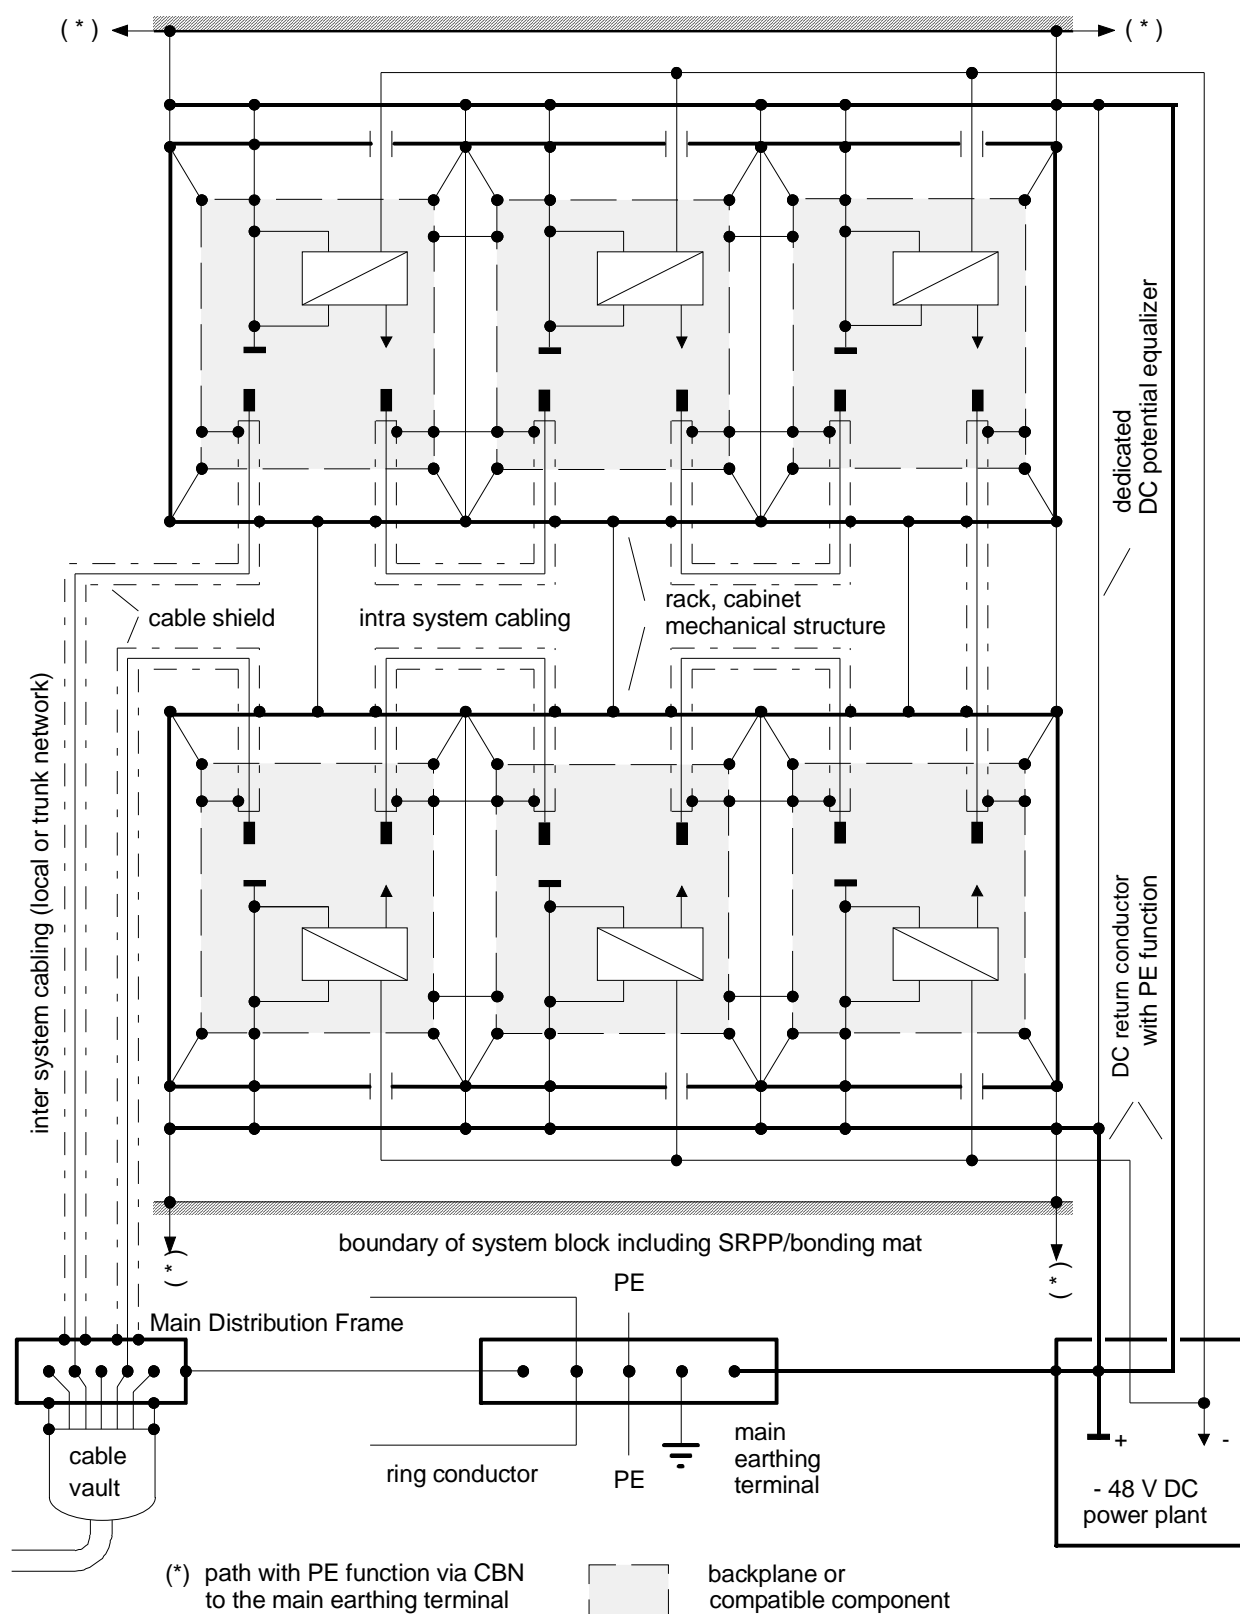 ( * )
( * )
dedicated
DC potential equalizer
cable shield
intra system cabling
rack, cabinet
mechanical structure
inter system cabling (local or trunk network)
DC return conductor
with PE function
boundary of system block including SRPP/bonding mat
( * )
( * )
PE
Main Distribution Frame
cable
vault
ring conductor
PE
main
earthing
terminal
+
-
- 48 V DC
power plant
(*) path with PE function via CBN
to the main earthing terminal
backplane or
compatible component